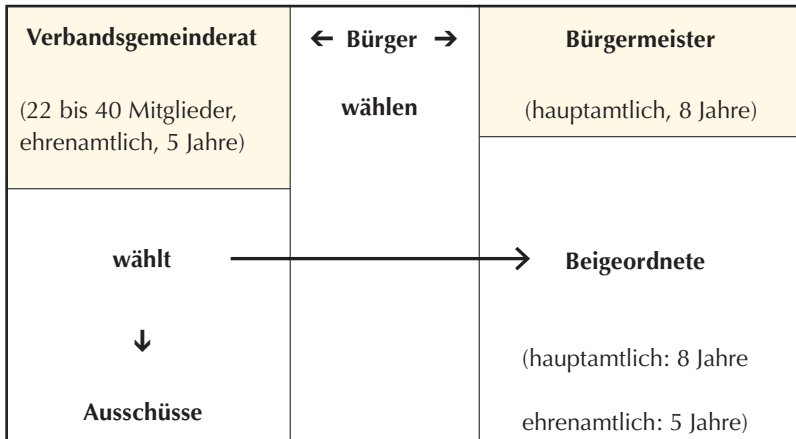 Verbandsgemeinderat
(22 bis 40 Mitglieder,
ehrenamtlich, 5 Jahre)
← Bürger →
wählen
Bürgermeister
(hauptamtlich, 8 Jahre)
wählt
Beigeordnete
(hauptamtlich: 8 Jahre
ehrenamtlich: 5 Jahre)
Ausschüsse